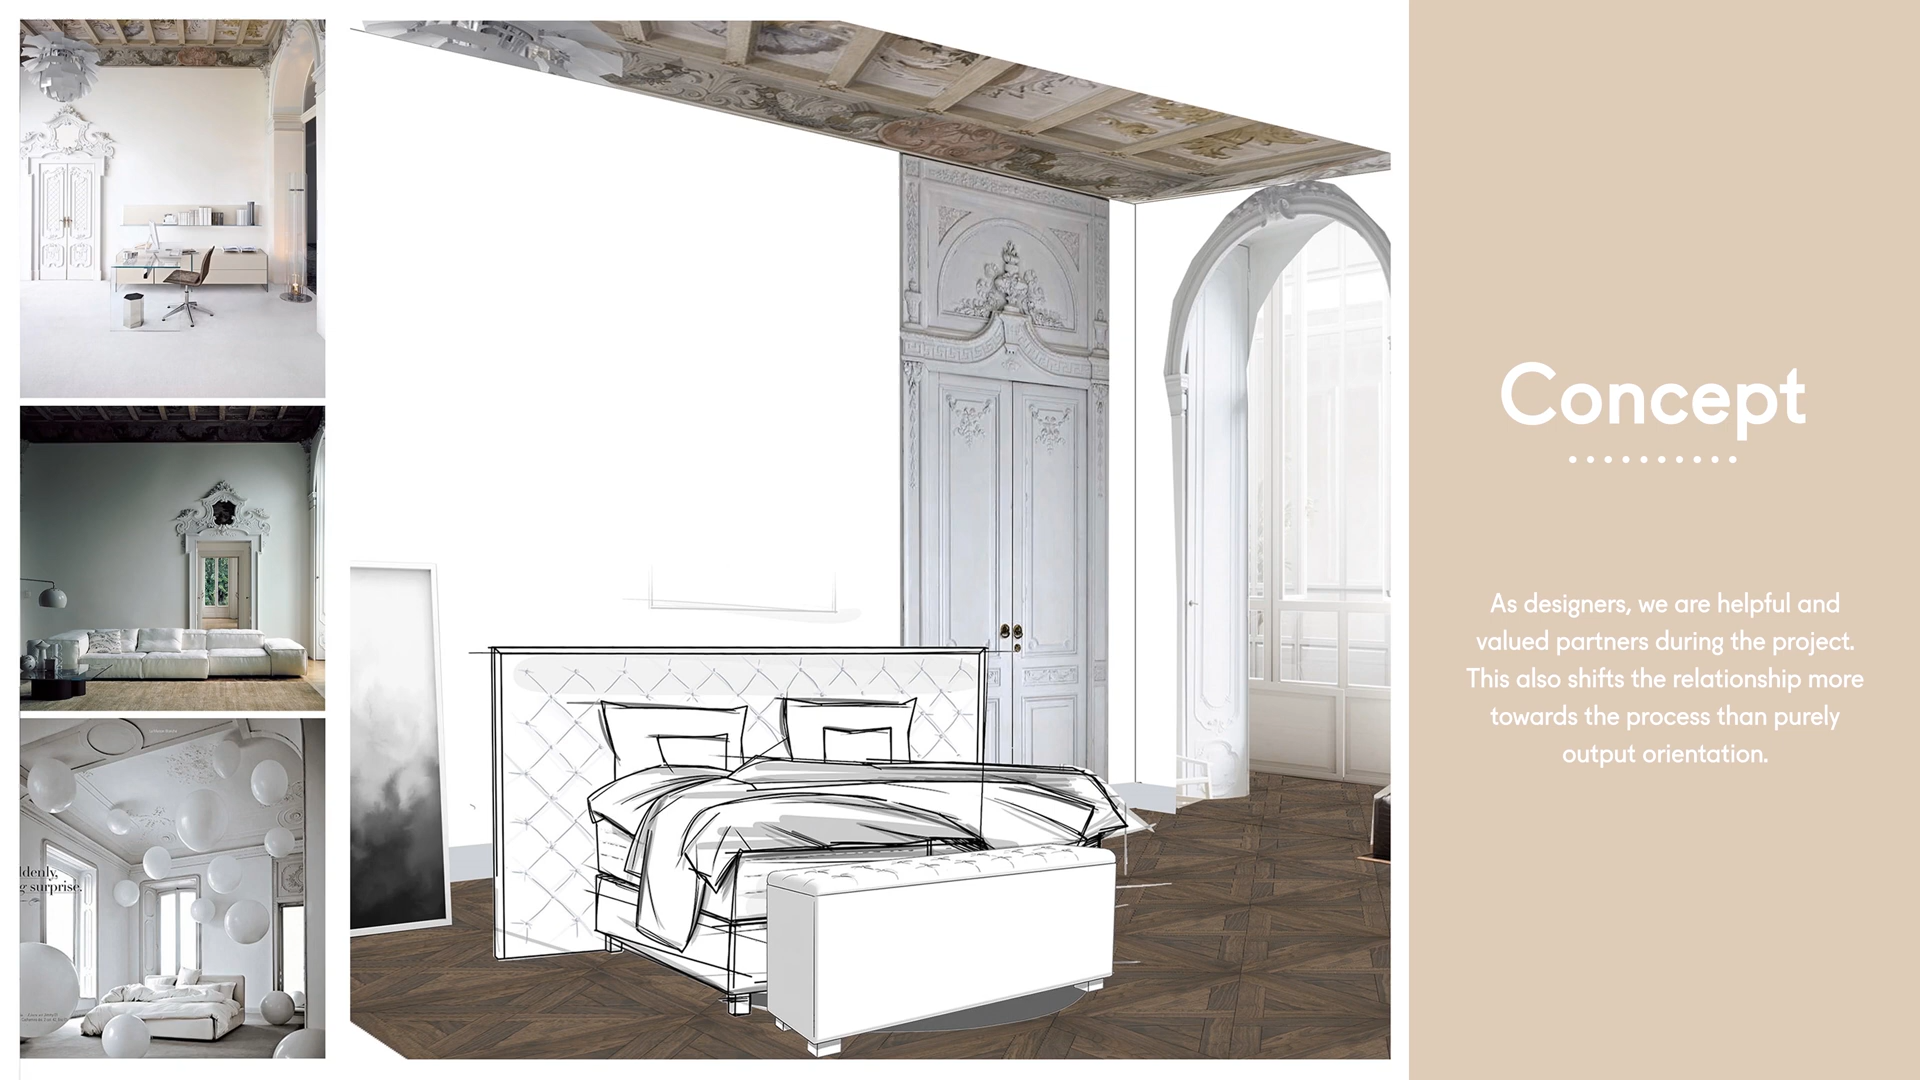 ddenly,
g surprise.
Concept
As designers, we are helpful and
valued partners during the project.
This also shifts the relationship more
towards the process than purely
output orientation.